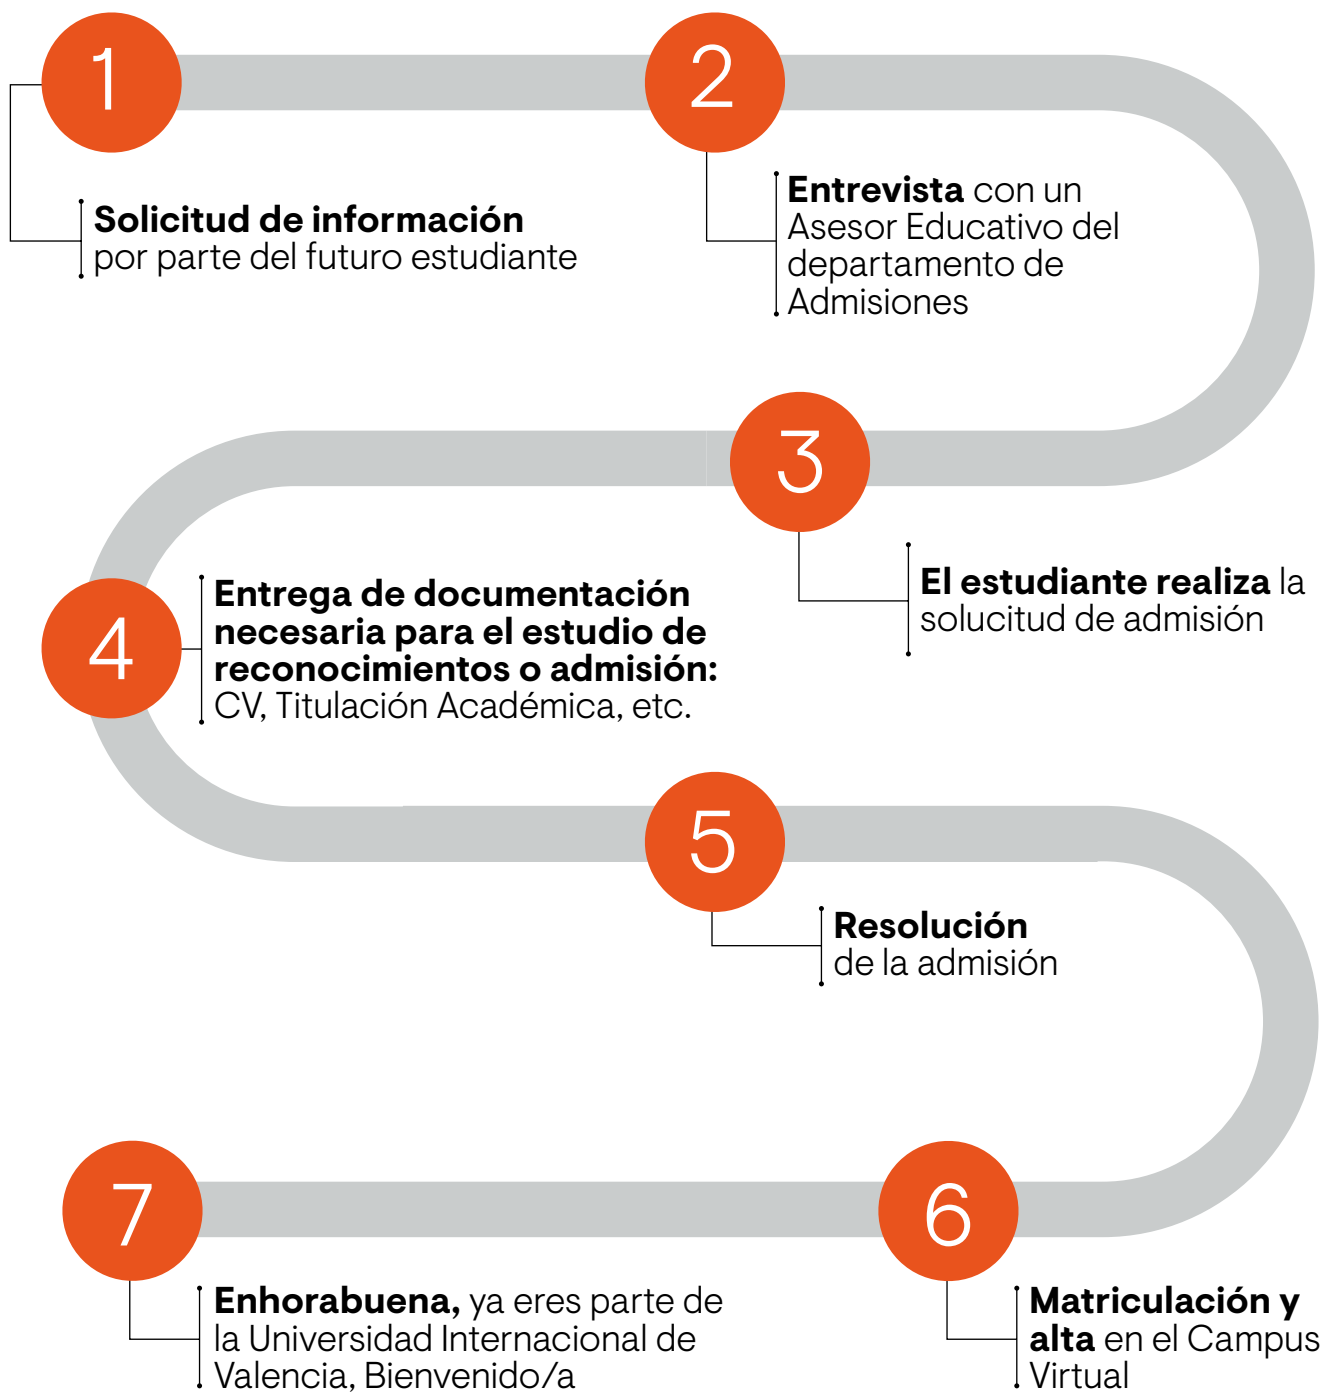 1
Solicitud de información
por parte del futuro estudiante
2
Entrevista con un
Asesor Educativo del
departamento de
Admisiones
3
El estudiante realiza la
solucitud de admisión
4
Entrega de documentación
necesaria para el estudio de
reconocimientos o admisión:
CV, Titulación Académica, etc.
5
Resolución
de la admisión
6
Matriculación y
alta en el Campus
Virtual
7
Enhorabuena, ya eres parte de
la Universidad Internacional de
Valencia, Bienvenido/a